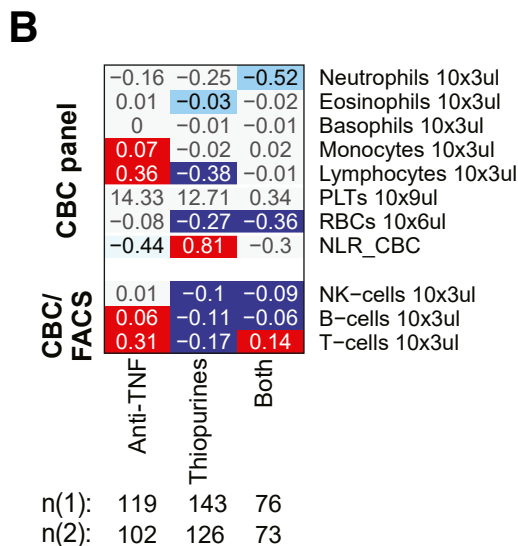 B
CBC panel
−0.16 −0.25 −0.52 Neutrophils 10x3ul
0.01 −0.03 −0.02 Eosinophils 10x3ul
0 −0.01 −0.01 Basophils 10x3ul
0.07 −0.02 0.02 Monocytes 10x3ul
0.36 −0.38 −0.01 Lymphocytes 10x3ul
14.33 12.71 0.34 PLTs 10x9ul
−0.08 −0.27 −0.36 RBCs 10x6ul
−0.44 0.81 −0.3 NLR_CBC
CBC/
FACS
0.01 −0.1 −0.09 NK−cells 10x3ul
0.06 −0.11 −0.06 B−cells 10x3ul
0.31 −0.17 0.14 T−cells 10x3ul
Anti-TNF
Thiopurines
Both
n(1): 119 143 76
n(2): 102 126 73